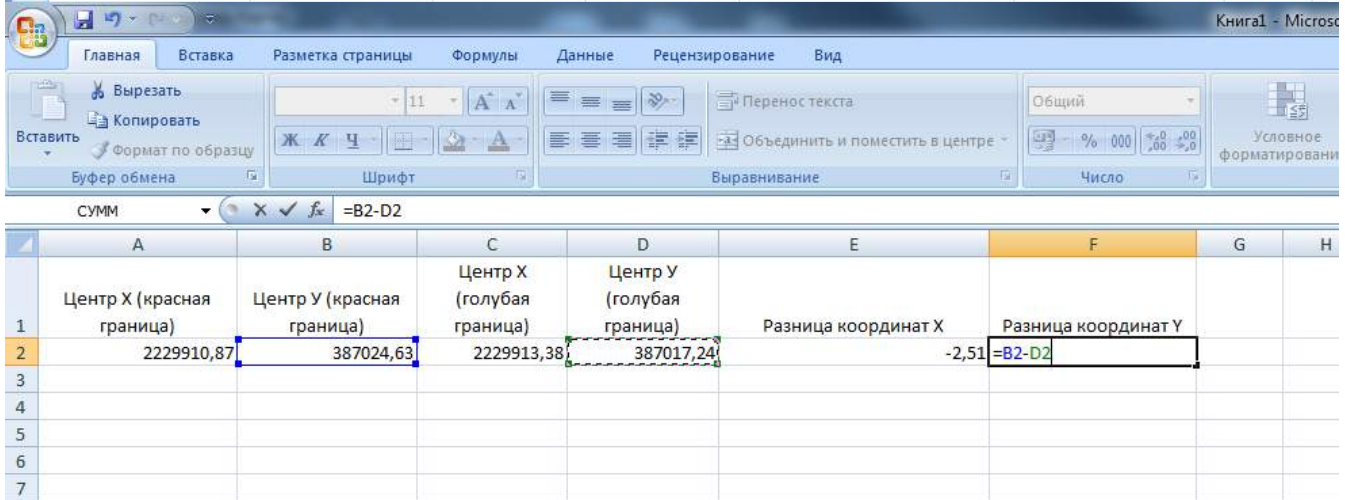 Книга1 - Microso
Главная Вставка Разметка страницы Формулы Данные Рецензирование Вид
Вставить
Вырезать
Копировать
Формат по образцу
Буфер обмена
11
Ж К Ч
Шрифт
Перенос текста
Объединить и поместить в центре
Выравнивание
Общий
% 000
Число
Условное
форматировани
СУММ =B2-D2
A B C D E F G H
1 Центр X (красная
граница)
Центр У (красная
граница)
Центр X
(голубая
граница)
Центр У
(голубая
граница)
Разница координат X
Разница координат Y
2 2229910,87 387024,63 2229913,38 387017,24 -2,51 =B2-D2
3
4
5
6
7